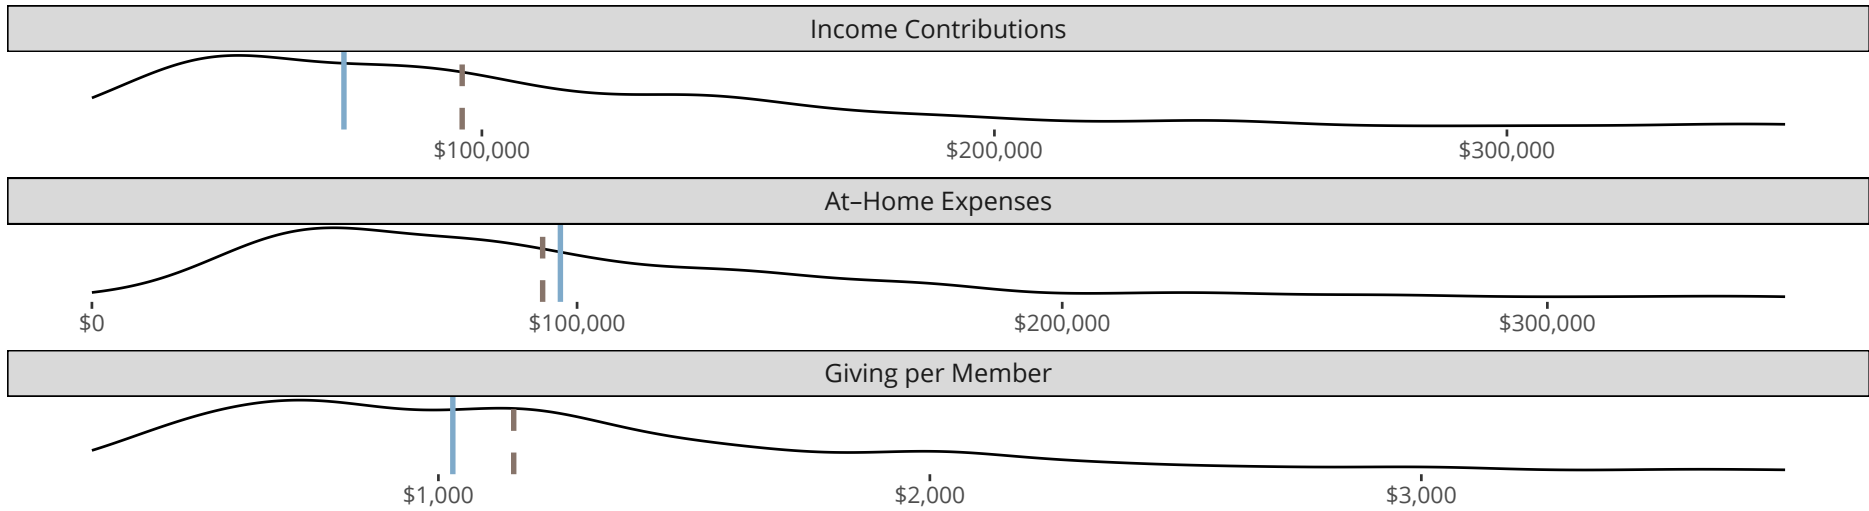 Income Contributions
$100,000 $200,000 $300,000
At–Home Expenses
$0 $100,000 $200,000 $300,000
Giving per Member
$1,000 $2,000 $3,000